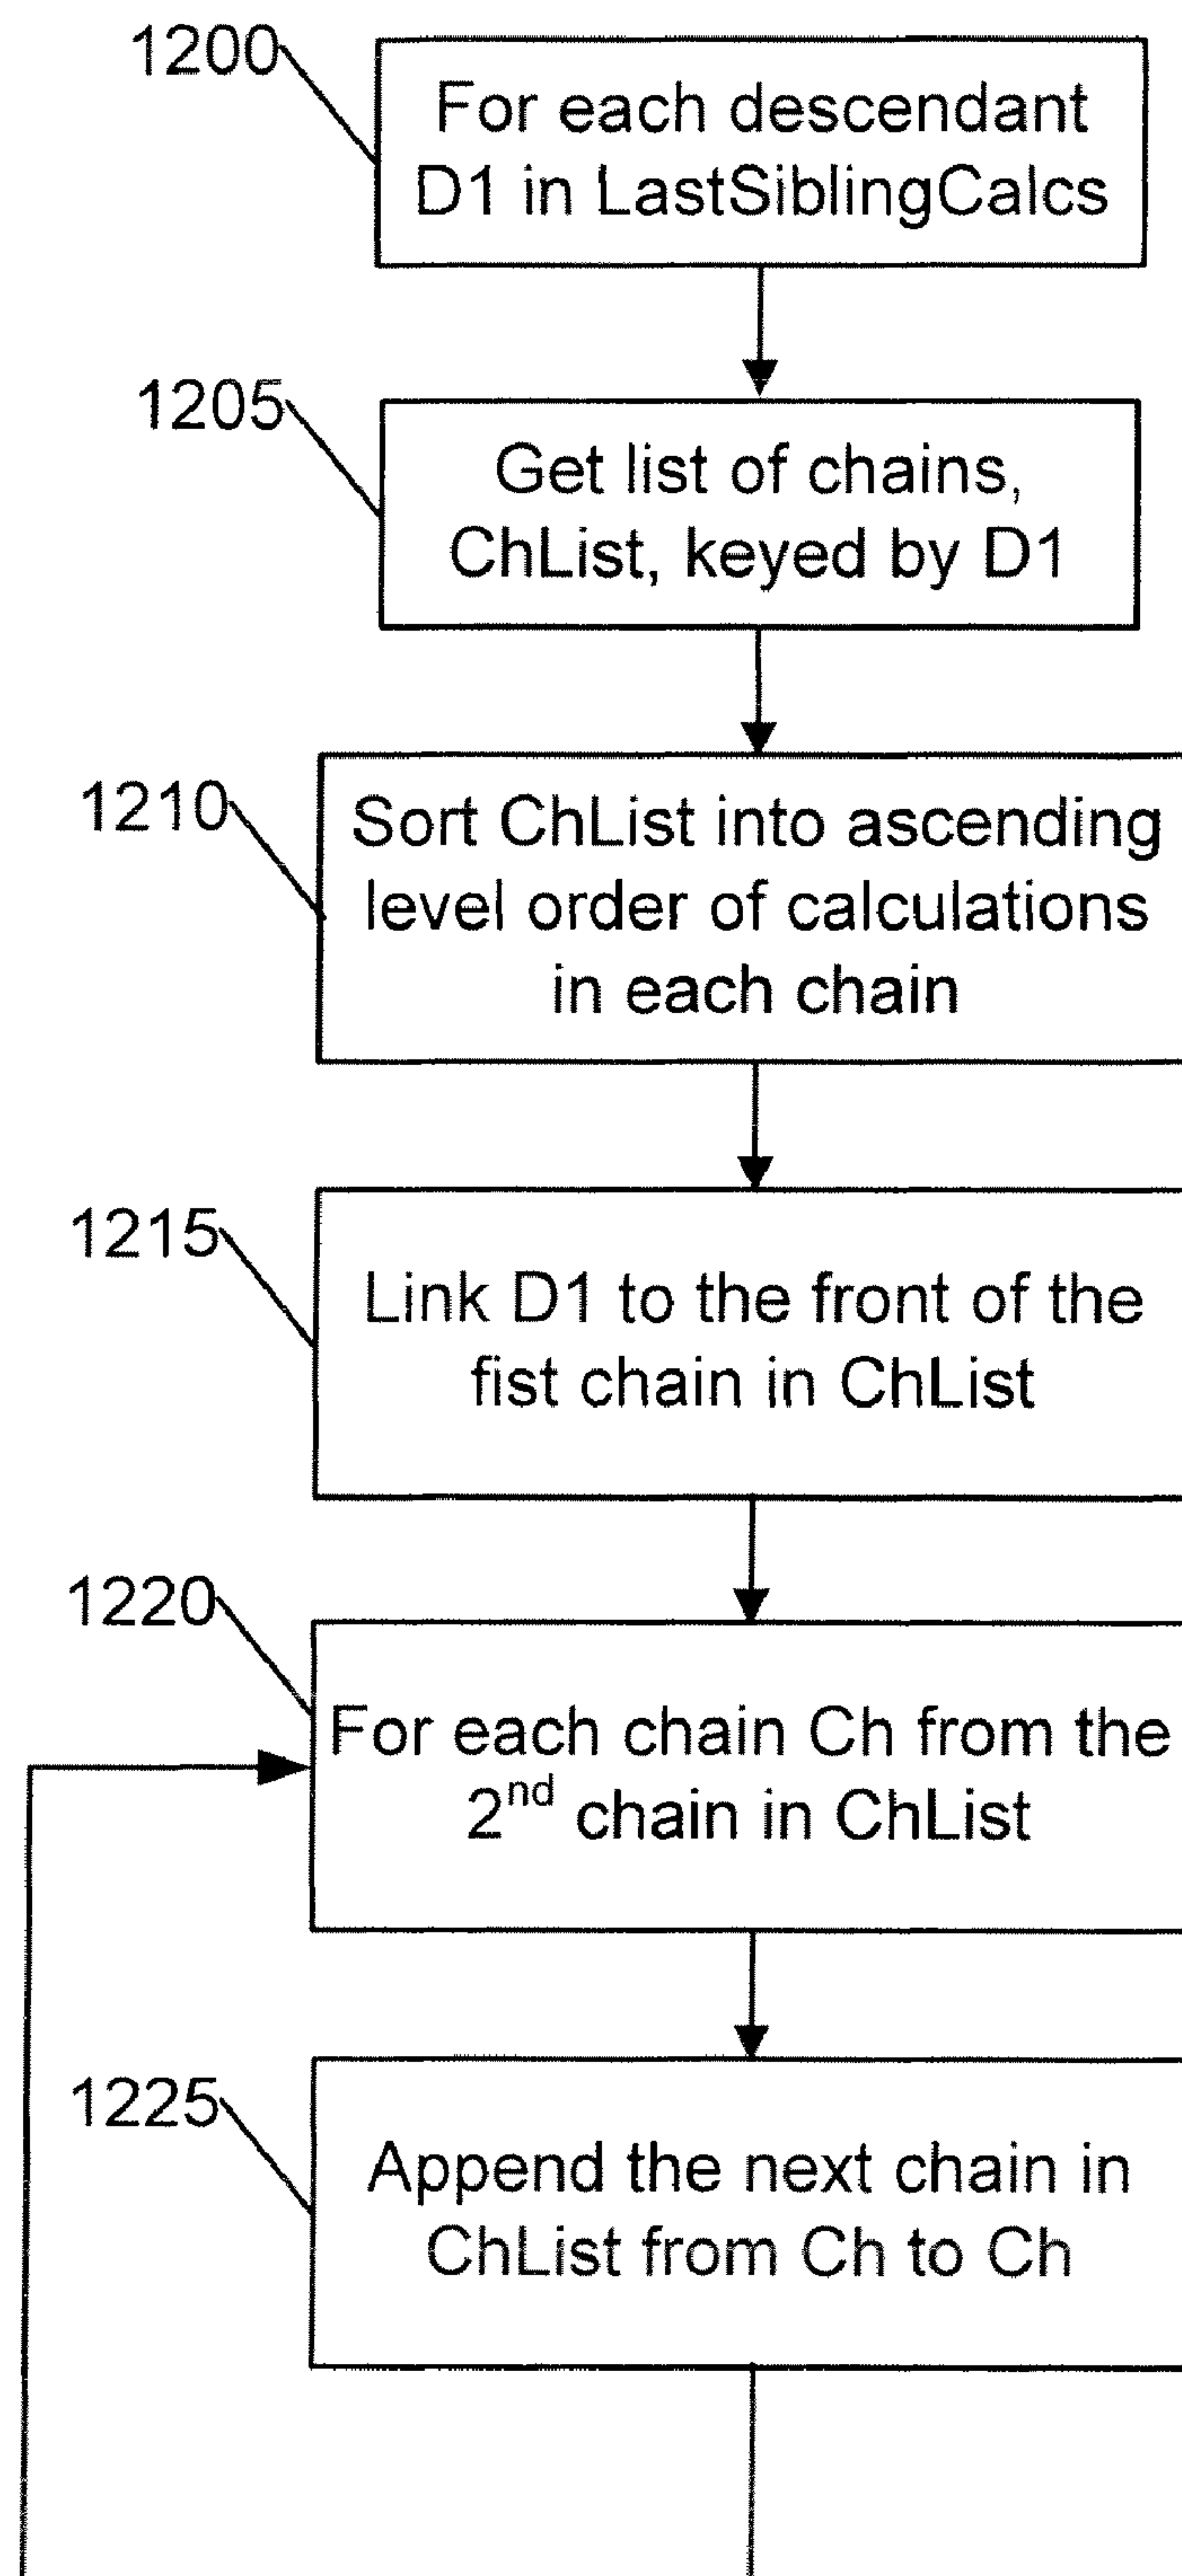 1200
For each descendant
D1 in LastSiblingCalcs
1205
Get list of chains,
ChList, keyed by D1
1210
Sort ChList into ascending
level order of calculations
in each chain
1215
Link D1 to the front of the
fist chain in ChList
1220
For each chain Ch from the
2nd chain in ChList
1225
Append the next chain in
ChList from Ch to Ch